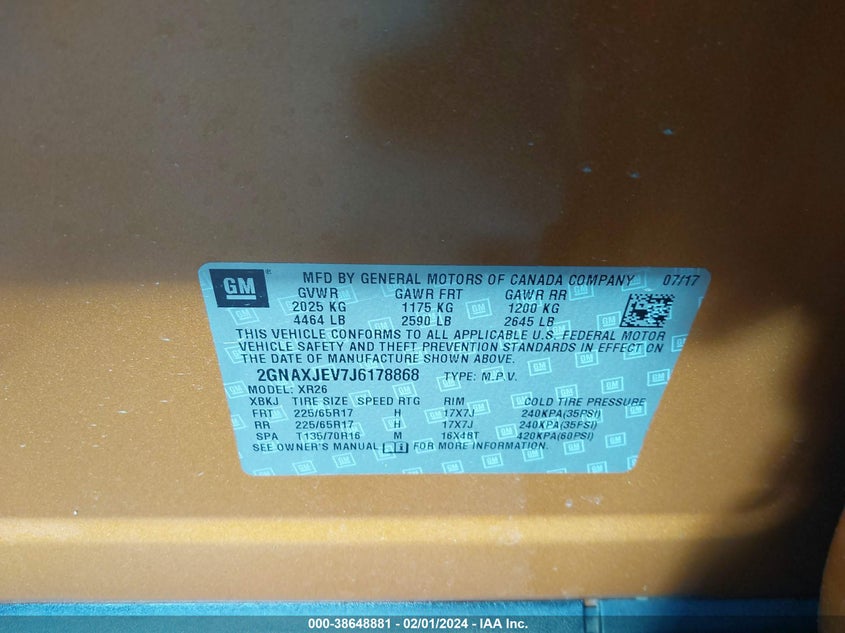 GM® MFD BY GENERAL MOTORS OF CANADA COMPANY 07/17
GVWR GAWR FRT GAWR RR
2025 KG 1175 KG 1200 KG
4464 LB 2590 LB 2645 LB
THIS VEHICLE CONFORMS TO ALL APPLICABLE U.S. FEDERAL MOTOR
VEHICLE SAFETY AND THEFT PREVENTION STANDARDS IN EFFECT ON
THE DATE OF MANUFACTURE SHOWN ABOVE.
2GNAXJEV7J6178868 TYPE: M.P.V.
MODEL: XR26
XBKJ TIRE SIZE SPEED RTG RIM COLD TIRE PRESSURE
FRT 225/65R17 H 17X7J 240KPA(35PSI)
RR 225/65R17 H 17X7J 240KPA(35PSI)
SPA T135/70R16 M 16X4BT 420KPA(60PSI)
SEE OWNER'S MANUAL FOR MORE INFORMATION.
000-38648881 - 02/01/2024 - IAA Inc.